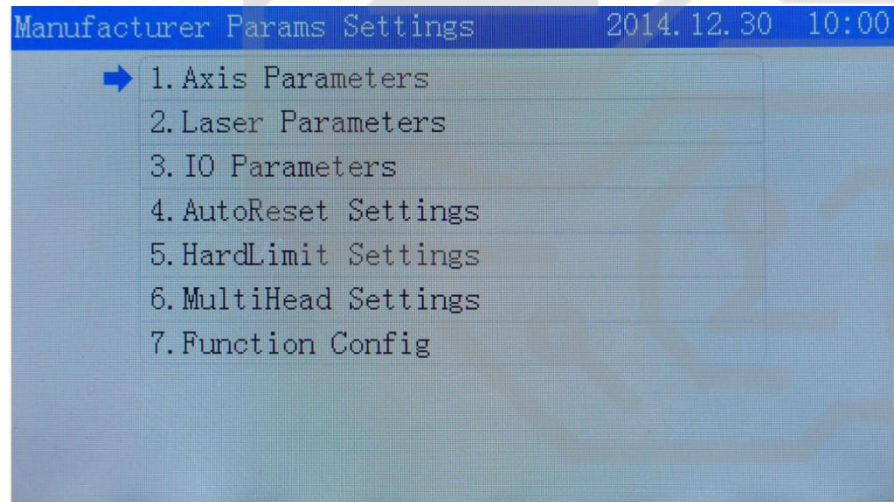 Manufacturer Params Settings 2014.12.30 10:00
1.Axis Parameters
2.Laser Parameters
3.IO Parameters
4.AutoReset Settings
5.HardLimit Settings
6.MultiHead Settings
7.Function Config